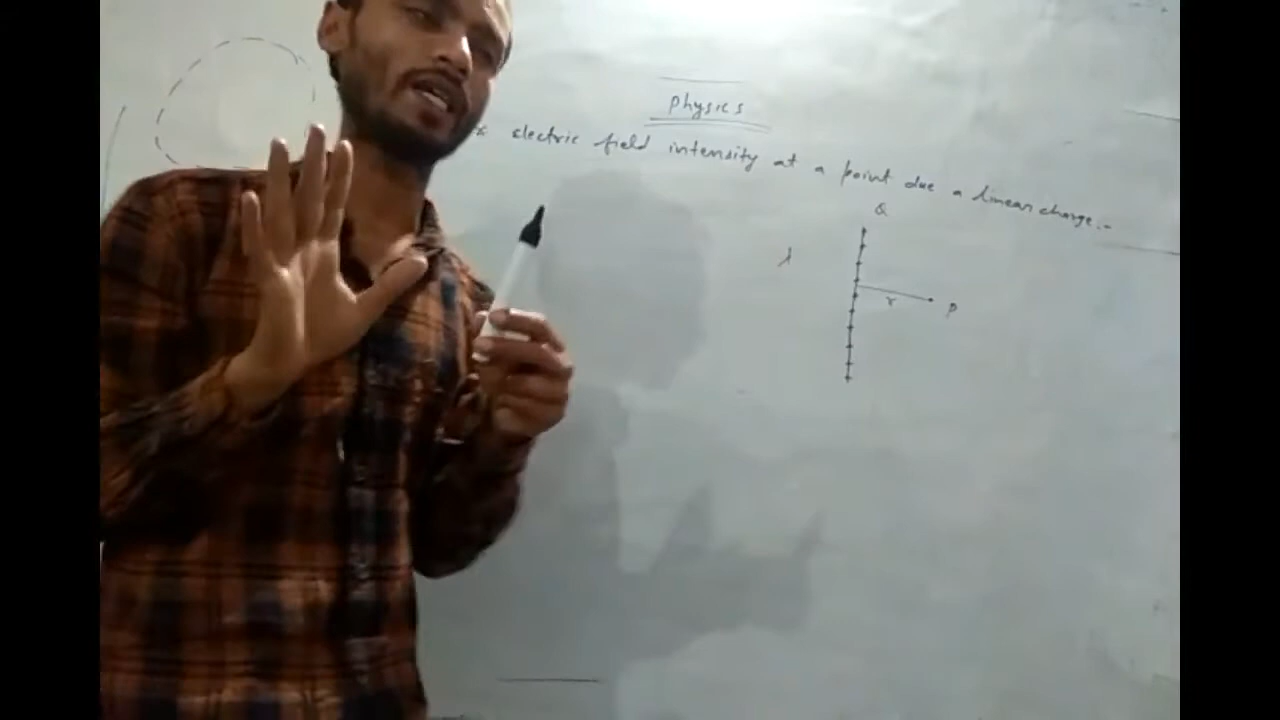 Physics
* electric field intensity at a point due a linear charge:-
Q
λ
r
P